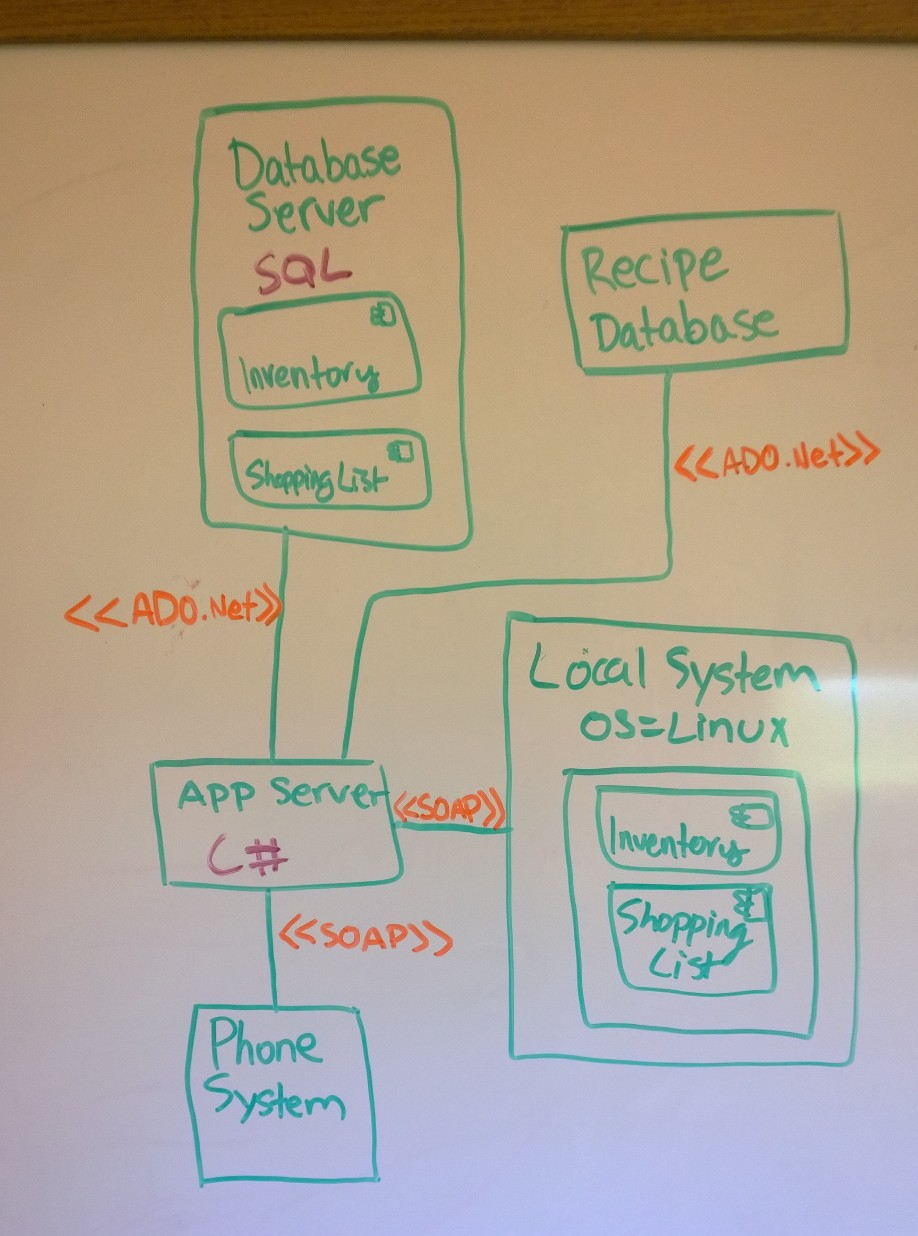 Database
Server
SQL
Inventory
Shopping List
Recipe
Database
<<ADO.Net>>
<<ADO.Net>>
Local System
OS=Linux
Inventory
Shopping
List
App Server
C#
<<SOAP>>
<<SOAP>>
Phone
System